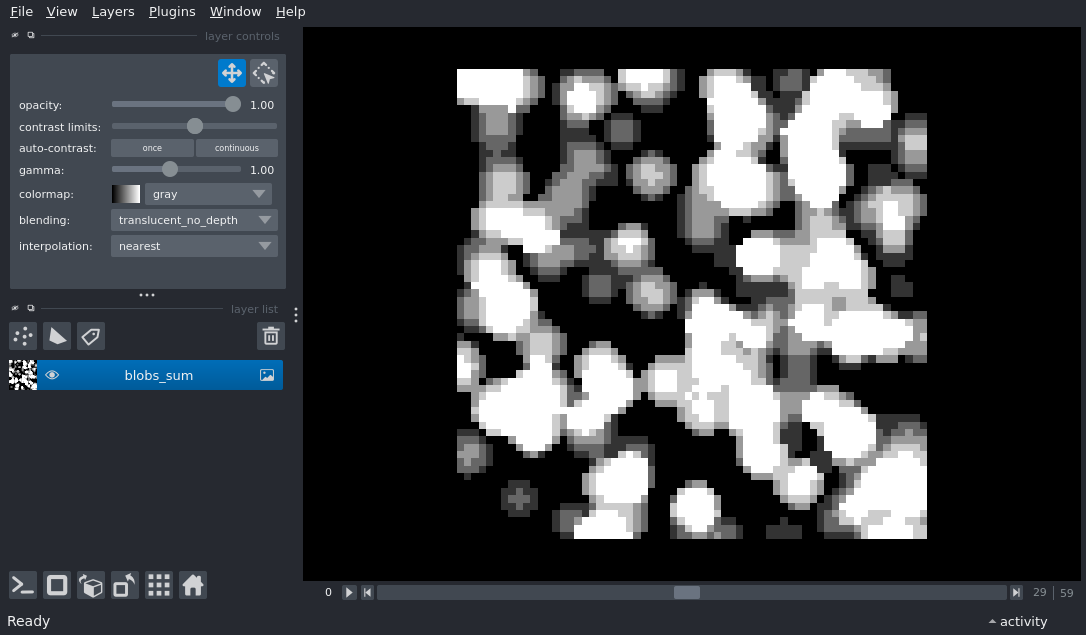 File View Layers Plugins Window Help
layer controls
opacity: 1.00
contrast limits:
auto-contrast: once continuous
gamma: 1.00
colormap: gray
blending: translucent_no_depth
interpolation: nearest
layer list
blobs_sum
0 29 | 59
Ready activity